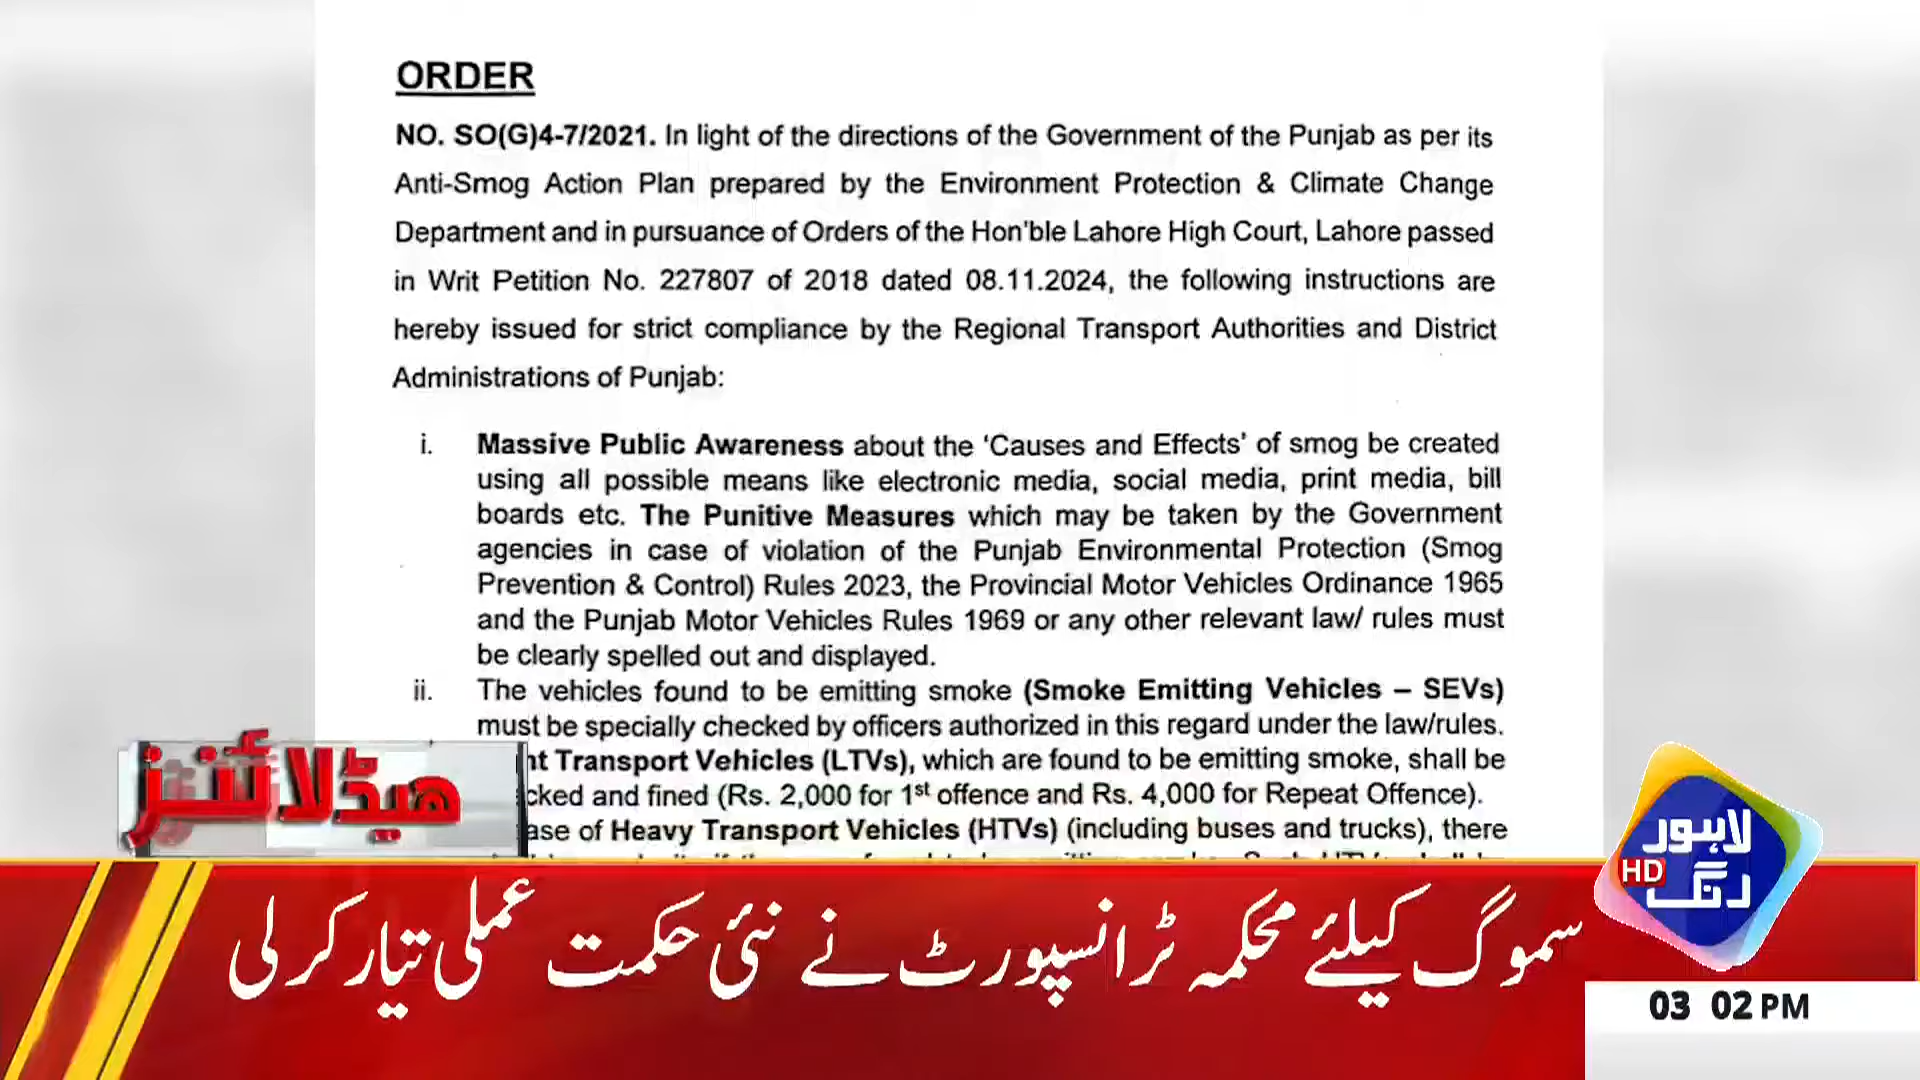 ORDER
NO. SO(G)4-7/2021. In light of the directions of the Government of the Punjab as per its
Anti-Smog Action Plan prepared by the Environment Protection & Climate Change
Department and in pursuance of Orders of the Hon'ble Lahore High Court, Lahore passed
in Writ Petition No. 227807 of 2018 dated 08.11.2024, the following instructions are
hereby issued for strict compliance by the Regional Transport Authorities and District
Administrations of Punjab:
i. Massive Public Awareness about the 'Causes and Effects' of smog be created
using all possible means like electronic media, social media, print media, bill
boards etc. The Punitive Measures which may be taken by the Government
agencies in case of violation of the Punjab Environmental Protection (Smog
Prevention & Control) Rules 2023, the Provincial Motor Vehicles Ordinance 1965
and the Punjab Motor Vehicles Rules 1969 or any other relevant law/ rules must
be clearly spelled out and displayed.
ii. The vehicles found to be emitting smoke (Smoke Emitting Vehicles – SEVs)
must be specially checked by officers authorized in this regard under the law/rules.
Transport Vehicles (LTVs), which are found to be emitting smoke, shall be
and fined (Rs. 2,000 for 1st offence and Rs. 4,000 for Repeat Offence).
of Heavy Transport Vehicles (HTVs) (including buses and trucks), there
ہیڈلائنز
لاہور
رنگ
HD
سموگ کیلئے محکمہ ٹرانسپورٹ نے نئی حکمت عملی تیار کر لی
03 02 PM